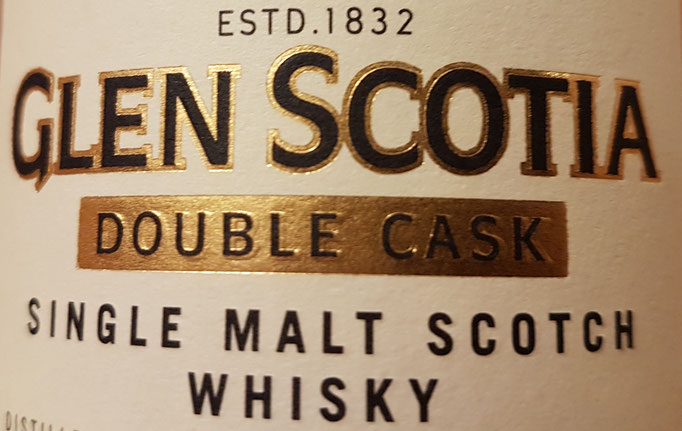 ESTD.1832
GLEN SCOTIA
DOUBLE CASK
SINGLE MALT SCOTCH
WHISKY